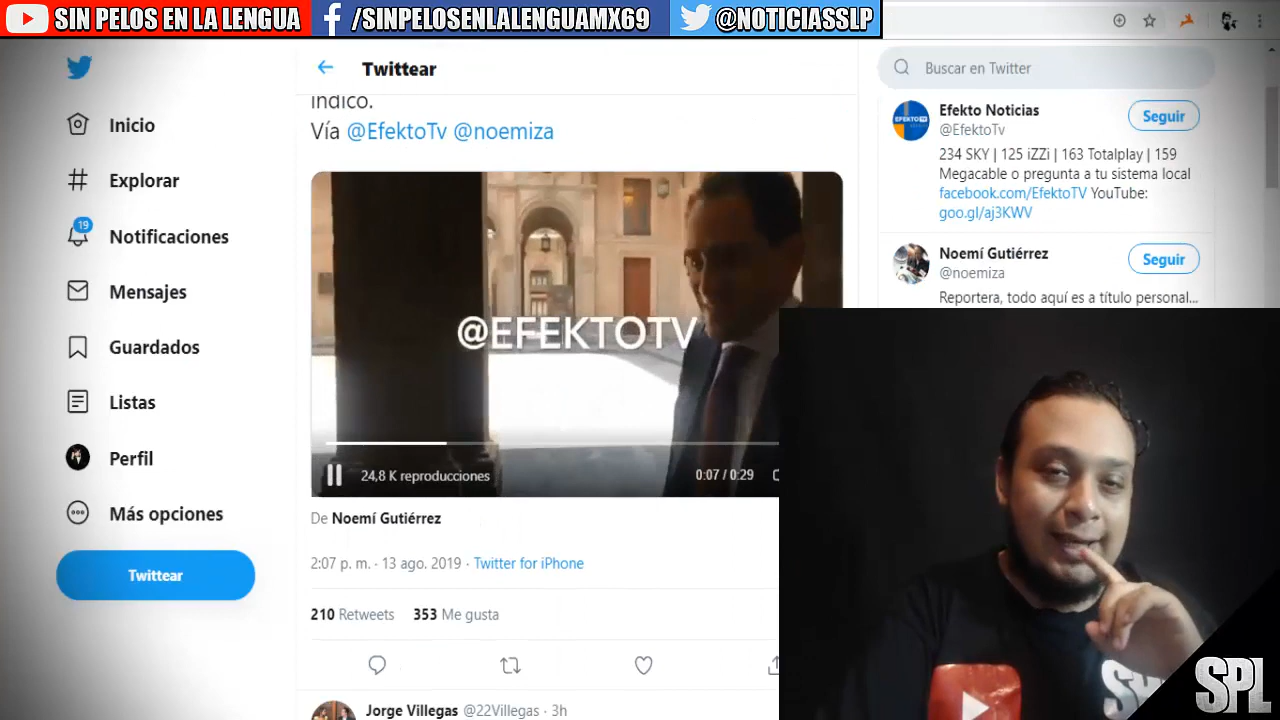 SIN PELOS EN LA LENGUA
/SINPELOSENLALENGUAMX69
@NOTICIASSLP
Twittear
Buscar en Twitter
índico.
Vía @EfektoTv @noemiza
Inicio
Explorar
19
Notificaciones
Mensajes
Guardados
Listas
Perfil
Más opciones
Twittear
@EFEKTOTV
24,8 K reproducciones
0:07 / 0:29
De Noemí Gutiérrez
2:07 p. m. · 13 ago. 2019 · Twitter for iPhone
210 Retweets 353 Me gusta
Jorge Villegas @22Villegas · 3h
EFEKTO TV
Efekto Noticias
@EfektoTv
Seguir
234 SKY | 125 iZZi | 163 Totalplay | 159
Megacable o pregunta a tu sistema local
facebook.com/EfektoTV YouTube:
goo.gl/aj3KWV
Noemí Gutiérrez
@noemiza
Seguir
Reportera, todo aquí es a título personal...
SPL